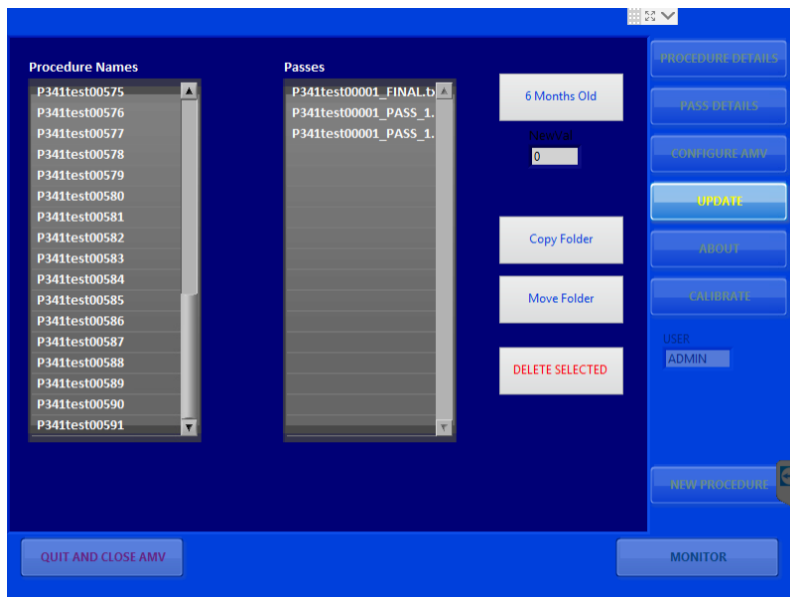 Procedure Names
P341test00575
P341test00576
P341test00577
P341test00578
P341test00579
P341test00580
P341test00581
P341test00582
P341test00583
P341test00584
P341test00585
P341test00586
P341test00587
P341test00588
P341test00589
P341test00590
P341test00591
Passes
P341test00001_FINAL.b
P341test00001_PASS_1.
P341test00001_PASS_1.
6 Months Old
Newval
0
Copy Folder
Move Folder
DELETE SELECTED
PROCEDURE DETAILS
PASS DETAILS
CONFIGURE AMV
UPDATE
ABOUT
CALIBRATE
USER
ADMIN
NEW PROCEDURE
QUIT AND CLOSE AMV
MONITOR